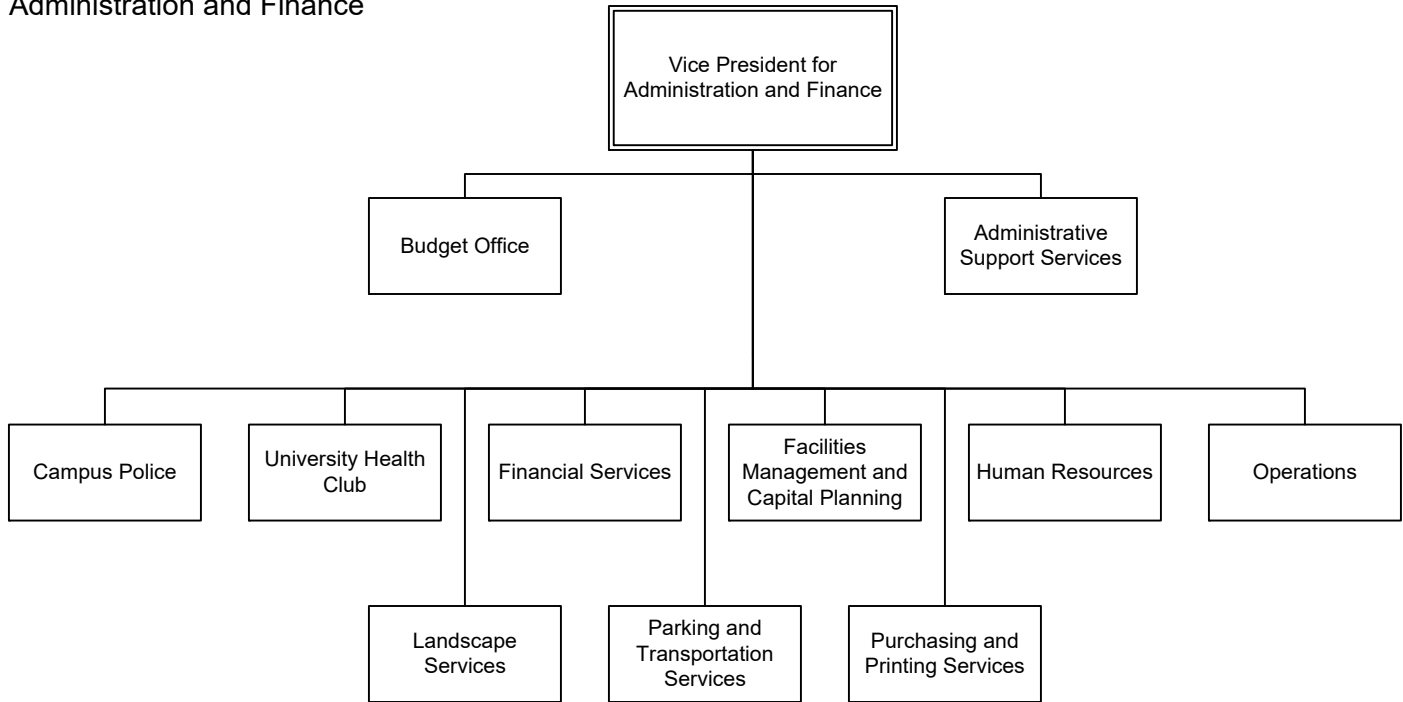 Administration and Finance
Vice President for
Administration and Finance
Budget Office
Administrative
Support Services
Campus Police
University Health
Club
Financial Services
Facilities
Management and
Capital Planning
Human Resources
Operations
Landscape
Services
Parking and
Transportation
Services
Purchasing and
Printing Services